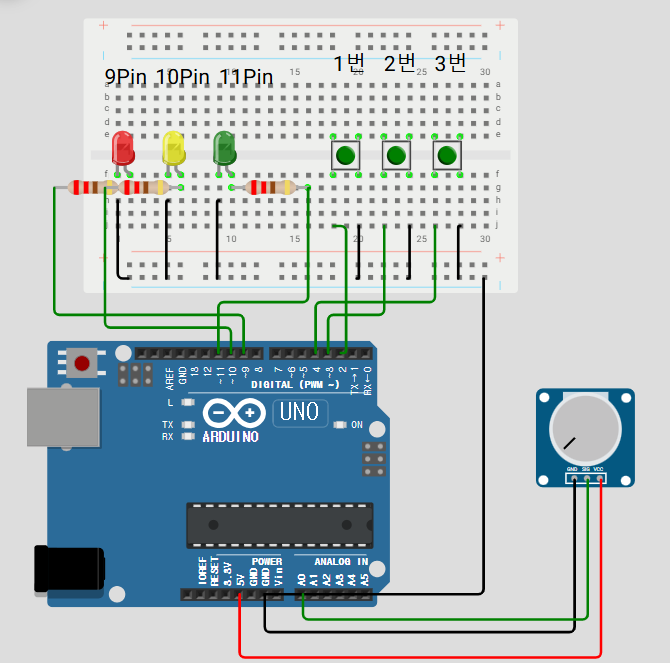 1번 2번 3번
9Pin 10Pin 11Pin
15 20 25 30
a a
b b
c c
d d
e e
f f
g g
h h
i i
j j
5 10 15 20 25 30
AREF
GND
13
12
~11
~10
~9
8
7
~6
~5
4
~3
2
TX→1
RX←0
DIGITAL (PWM ~)
L
TX
RX
UNO
ARDUINO
ON
POWER
ANALOG IN
IOREF
RESET
3.3V
5V
GND
GND
Vin
A0
A1
A2
A3
A4
A5
GND SIG VCC